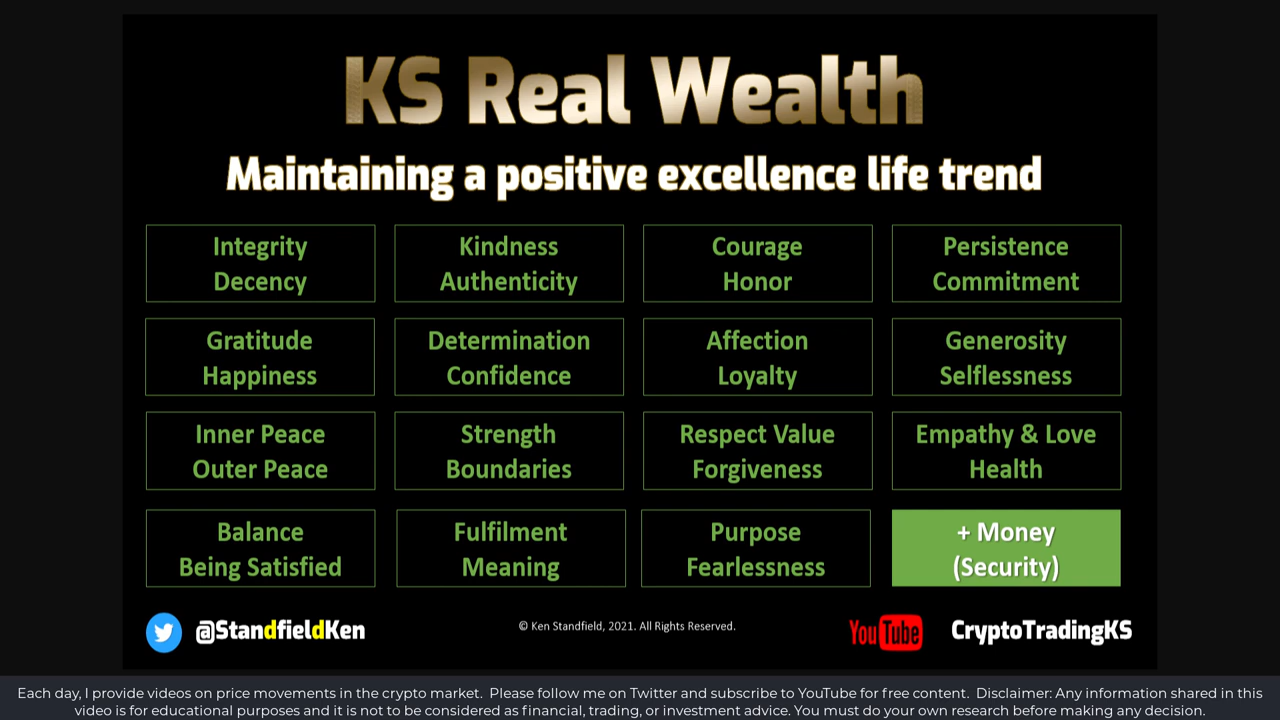 KS Real Wealth
Maintaining a positive excellence life trend
Integrity
Decency
Kindness
Authenticity
Courage
Honor
Persistence
Commitment
Gratitude
Happiness
Determination
Confidence
Affection
Loyalty
Generosity
Selflessness
Inner Peace
Outer Peace
Strength
Boundaries
Respect Value
Forgiveness
Empathy & Love
Health
Balance
Being Satisfied
Fulfilment
Meaning
Purpose
Fearlessness
+ Money
(Security)
@StandfieldKen
© Ken Standfield, 2021. All Rights Reserved.
YouTube
CryptoTradingKS
Each day, I provide videos on price movements in the crypto market. Please follow me on Twitter and subscribe to YouTube for free content. Disclaimer: Any information shared in this
video is for educational purposes and it is not to be considered as financial, trading, or investment advice. You must do your own research before making any decision.